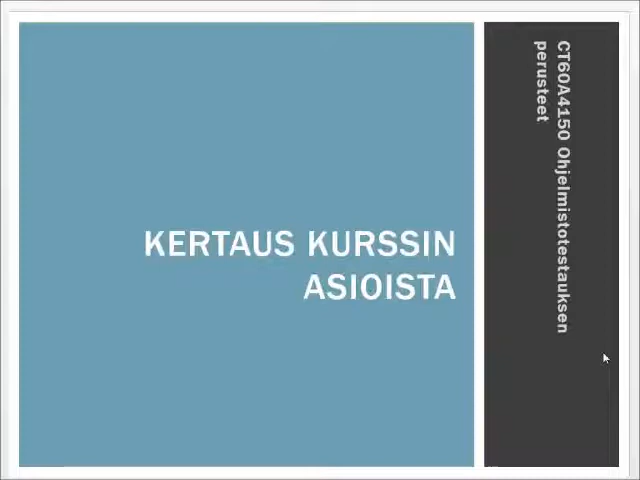 KERTAUS KURSSIN
ASIOISTA
CT60A4150 Ohjelmistotestauksen
perusteet